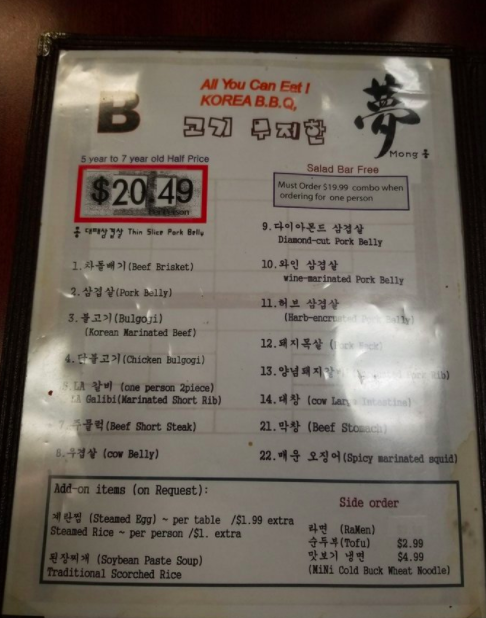 B
All You Can Eat !
KOREA B.B.Q,
고기 무지한
夢
Mong 몽
5 year to 7 year old Half Price
$20.49
Salad Bar Free
Must Order $19.99 combo when
ordering for one person
몽 대패삼겹살 Thin Slice Pork Belly
1.차돌배기(Beef Brisket)
2.삼겹살(Pork Belly)
3.불고기(Bulgogi)
(Korean Marinated Beef)
4.닭불고기(Chicken Bulgogi)
LA 갈비 (one person 2piece)
LA Galibi(Marinated Short Rib)
7.주물럭(Beef Short Steak)
8.우겹살 (cow Belly)
9.다이아몬드 삼겹살
Diamond-cut Pork Belly
10.와인 삼겹살
wine-marinated Pork Belly
11.허브 삼겹살
(Harb-encrusted Pork Belly)
12.돼지목살
13.양념돼지갈비
Rib)
14.대창 (cow Large Intestine)
21.막창 (Beef Stomach)
22.매운 오징어(Spicy marinated squid)
Add-on items (on Request):
계란찜 (Steamed Egg) ~ per table /$1.99 extra
Steamed Rice ~ per person /$1. extra
된장찌게 (Soybean Paste Soup)
Traditional Scorched Rice
Side order
라면 (RaMen)
순두부(Tofu) $2.99
맛보기 냉면 $4.99
(MiNi Cold Buck Wheat Noodle)